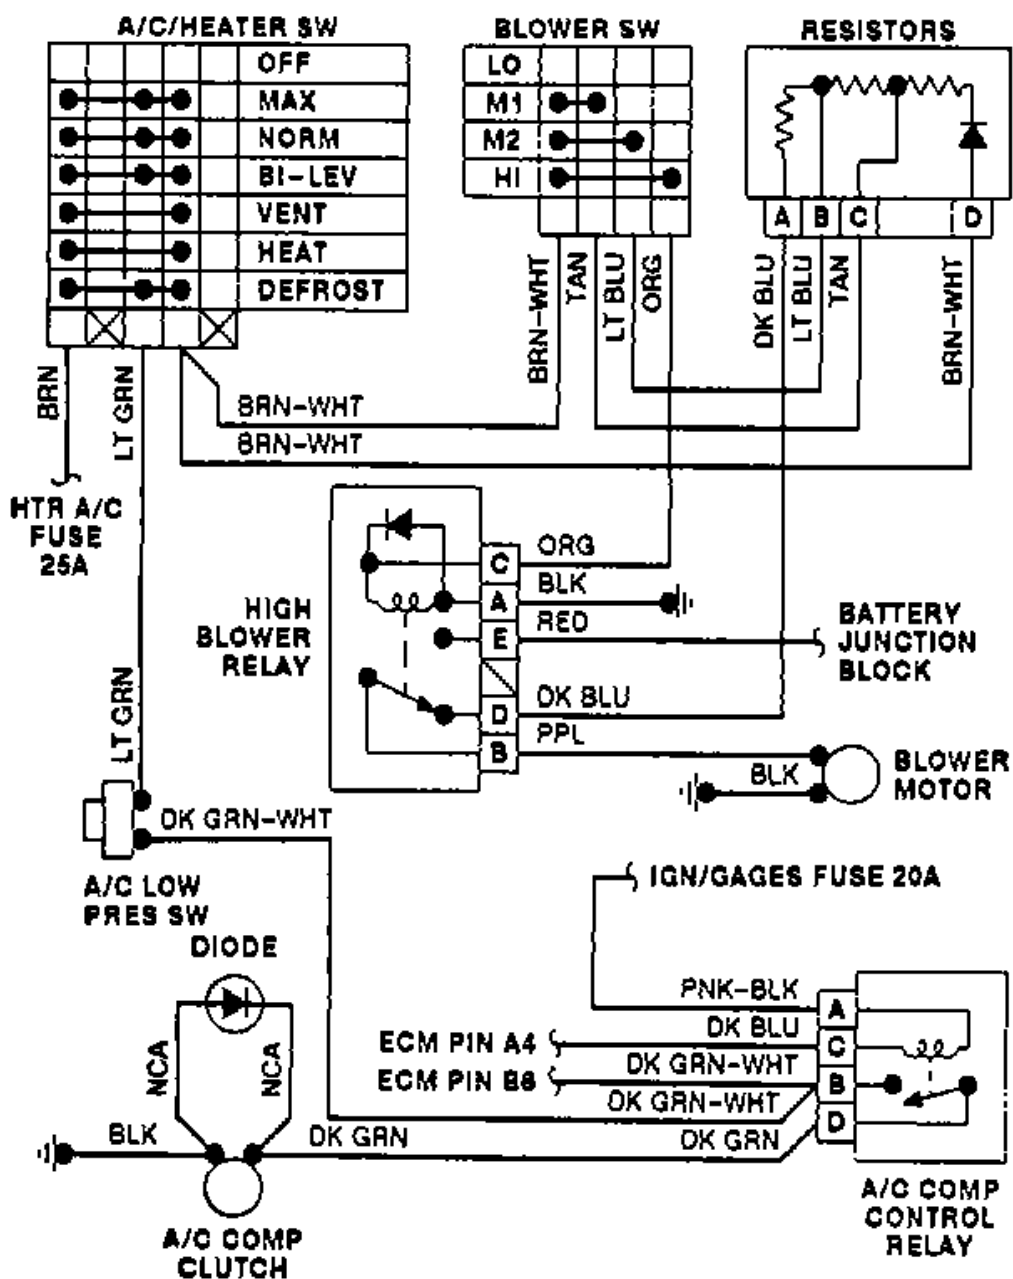 A/C/HEATER SW
BLOWER SW
RESISTORS
OFF
MAX
NORM
BI-LEV
VENT
HEAT
DEFROST
LO
M1
M2
HI
A
B
C
D
BRN
LT GRN
BRN-WHT
BRN-WHT
BRN-WHT
TAN
LT BLU
ORG
DK BLU
LT BLU
TAN
BRN-WHT
HTR A/C
FUSE
25A
HIGH
BLOWER
RELAY
C
A
E
D
B
ORG
BLK
RED
DK BLU
PPL
BATTERY
JUNCTION
BLOCK
BLK
BLOWER
MOTOR
LT GRN
DK GRN-WHT
A/C LOW
PRES SW
DIODE
NCA
NCA
IGN/GAGES FUSE 20A
PNK-BLK
DK BLU
DK GRN-WHT
DK GRN-WHT
DK GRN
ECM PIN A4
ECM PIN B8
A
C
B
D
BLK
DK GRN
A/C COMP
CLUTCH
A/C COMP
CONTROL
RELAY